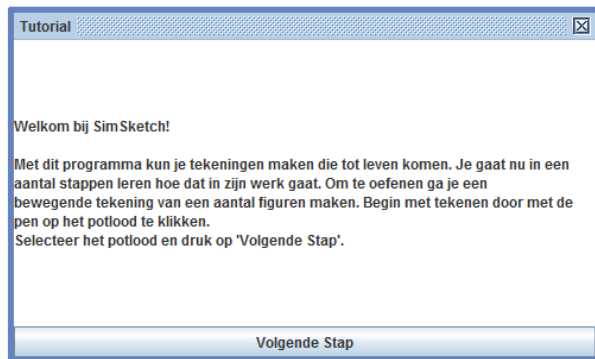 Tutorial
Welkom bij SimSketch!
Met dit programma kun je tekeningen maken die tot leven komen. Je gaat nu in een
aantal stappen leren hoe dat in zijn werk gaat. Om te oefenen ga je een
bewegende tekening van een aantal figuren maken. Begin met tekenen door met de
pen op het potlood te klikken.
Selecteer het potlood en druk op 'Volgende Stap'.
Volgende Stap